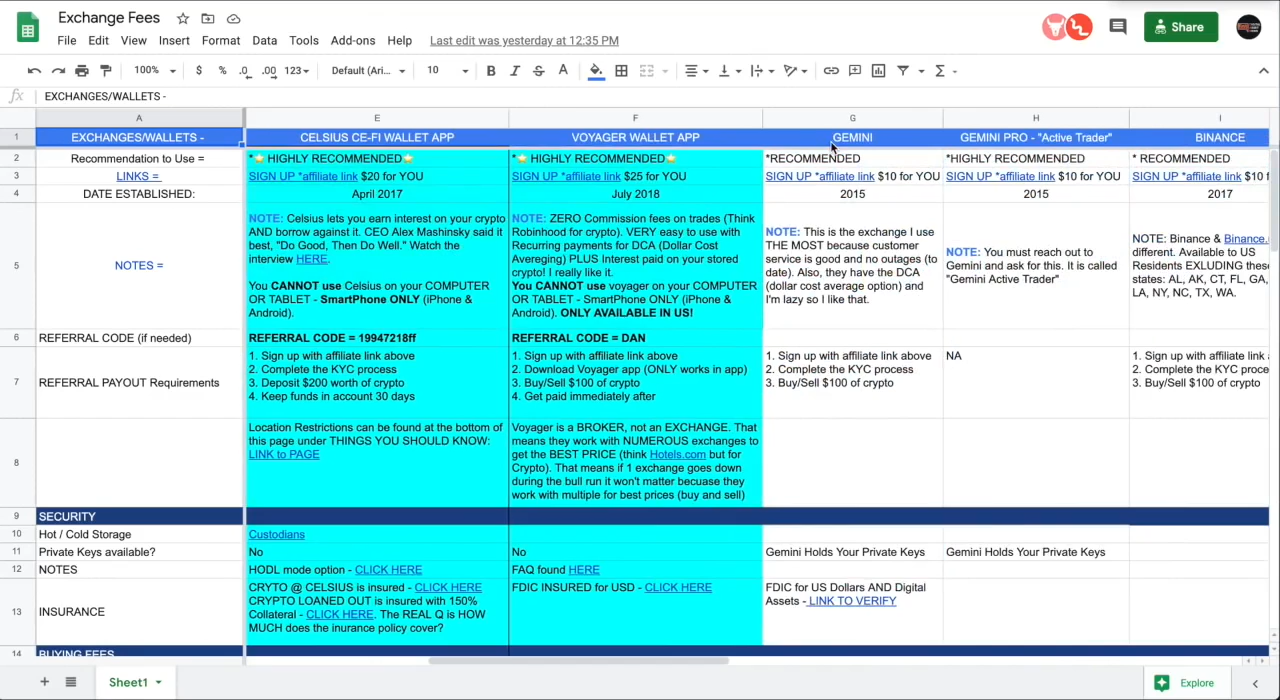 Exchange Fees
File Edit View Insert Format Data Tools Add-ons Help Last edit was yesterday at 12:35 PM
Share
100% $ % .0 .00 123 Default (Ari... 10 B I S A
fx EXCHANGES/WALLETS -
A E F G H I
1 EXCHANGES/WALLETS - CELSIUS CE-FI WALLET APP VOYAGER WALLET APP GEMINI GEMINI PRO - "Active Trader" BINANCE
2 Recommendation to Use = *⭐ HIGHLY RECOMMENDED⭐ *⭐ HIGHLY RECOMMENDED⭐ *RECOMMENDED *HIGHLY RECOMMENDED * RECOMMENDED
3 LINKS = SIGN UP *affiliate link $20 for YOU SIGN UP *affiliate link $25 for YOU SIGN UP *affiliate link $10 for YOU SIGN UP *affiliate link $10 for YOU SIGN UP *affiliate link $10 f
4 DATE ESTABLISHED: April 2017 July 2018 2015 2015 2017
5 NOTES =
NOTE: Celsius lets you earn interest on your crypto
AND borrow against it. CEO Alex Mashinsky said it
best, "Do Good, Then Do Well." Watch the
interview HERE.
You CANNOT use Celsius on your COMPUTER
OR TABLET - SmartPhone ONLY (iPhone &
Android).
NOTE: ZERO Commission fees on trades (Think
Robinhood for crypto). VERY easy to use with
Recurring payments for DCA (Dollar Cost
Avereging) PLUS Interest paid on your stored
crypto! I really like it.
You CANNOT use voyager on your COMPUTER
OR TABLET - SmartPhone ONLY (iPhone &
Android). ONLY AVAILABLE IN US!
NOTE: This is the exchange I use
THE MOST because customer
service is good and no outages (to
date). Also, they have the DCA
(dollar cost average option) and
I'm lazy so I like that.
NOTE: You must reach out to
Gemini and ask for this. It is called
"Gemini Active Trader"
NOTE: Binance & Binance.
different. Available to US
Residents EXLUDING these
states: AL, AK, CT, FL, GA,
LA, NY, NC, TX, WA.
6 REFERRAL CODE (if needed) REFERRAL CODE = 19947218ff REFERRAL CODE = DAN
7 REFERRAL PAYOUT Requirements
1. Sign up with affiliate link above
2. Complete the KYC process
3. Deposit $200 worth of crypto
4. Keep funds in account 30 days
1. Sign up with affiliate link above
2. Download Voyager app (ONLY works in app)
3. Buy/Sell $100 of crypto
4. Get paid immediately after
1. Sign up with affiliate link above
2. Complete the KYC process
3. Buy/Sell $100 of crypto
NA
1. Sign up with affiliate link
2. Complete the KYC proce
3. Buy/Sell $100 of crypto
8
Location Restrictions can be found at the bottom of
this page under THINGS YOU SHOULD KNOW:
LINK to PAGE
Voyager is a BROKER, not an EXCHANGE. That
means they work with NUMEROUS exchanges to
get the BEST PRICE (think Hotels.com but for
Crypto). That means if 1 exchange goes down
during the bull run it won't matter becuase they
work with multiple for best prices (buy and sell)
9 SECURITY
10 Hot / Cold Storage Custodians
11 Private Keys available? No No Gemini Holds Your Private Keys Gemini Holds Your Private Keys
12 NOTES HODL mode option - CLICK HERE FAQ found HERE
13 INSURANCE
CRYTO @ CELSIUS is insured - CLICK HERE
CRYPTO LOANED OUT is insured with 150%
Collateral - CLICK HERE. The REAL Q is HOW
MUCH does the inurance policy cover?
FDIC INSURED for USD - CLICK HERE
FDIC for US Dollars AND Digital
Assets - LINK TO VERIFY
14 BUYING FEES
Sheet1
Explore